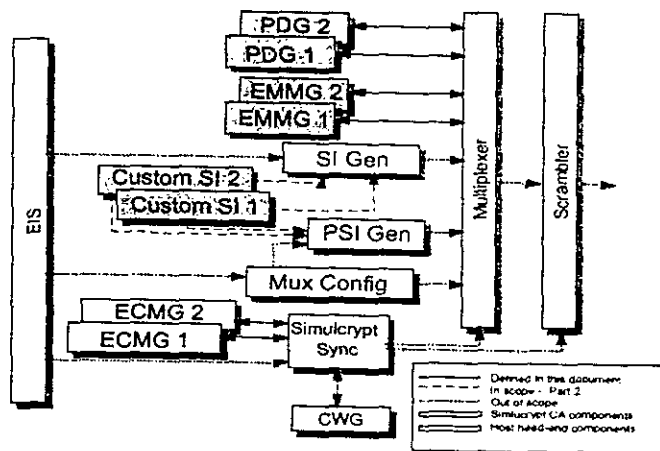 PDG 2
PDG 1
EMMG 2
EMMG 1
SI Gen
Custom SI 2
Custom SI 1
PSI Gen
Mux Config
ECMG 2
ECMG 1
Simulcrypt
Sync
CWG
EIS
Multiplexer
Scrambler
Defined in this document
In scope - Part 2
Out of scope
Simulcrypt CA components
Host head-end components